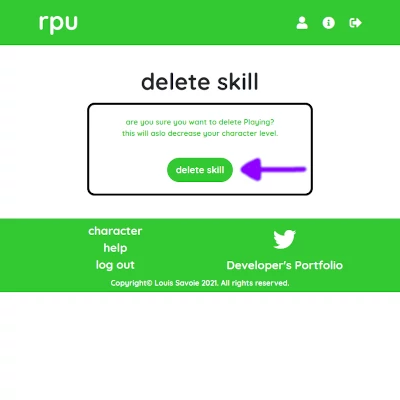 rpu
delete skill
are you sure you want to delete Playing?
this will aslo decrease your character level.
delete skill
character
help
log out
Developer's Portfolio
Copyright© Louis Savoie 2021. All rights reserved.